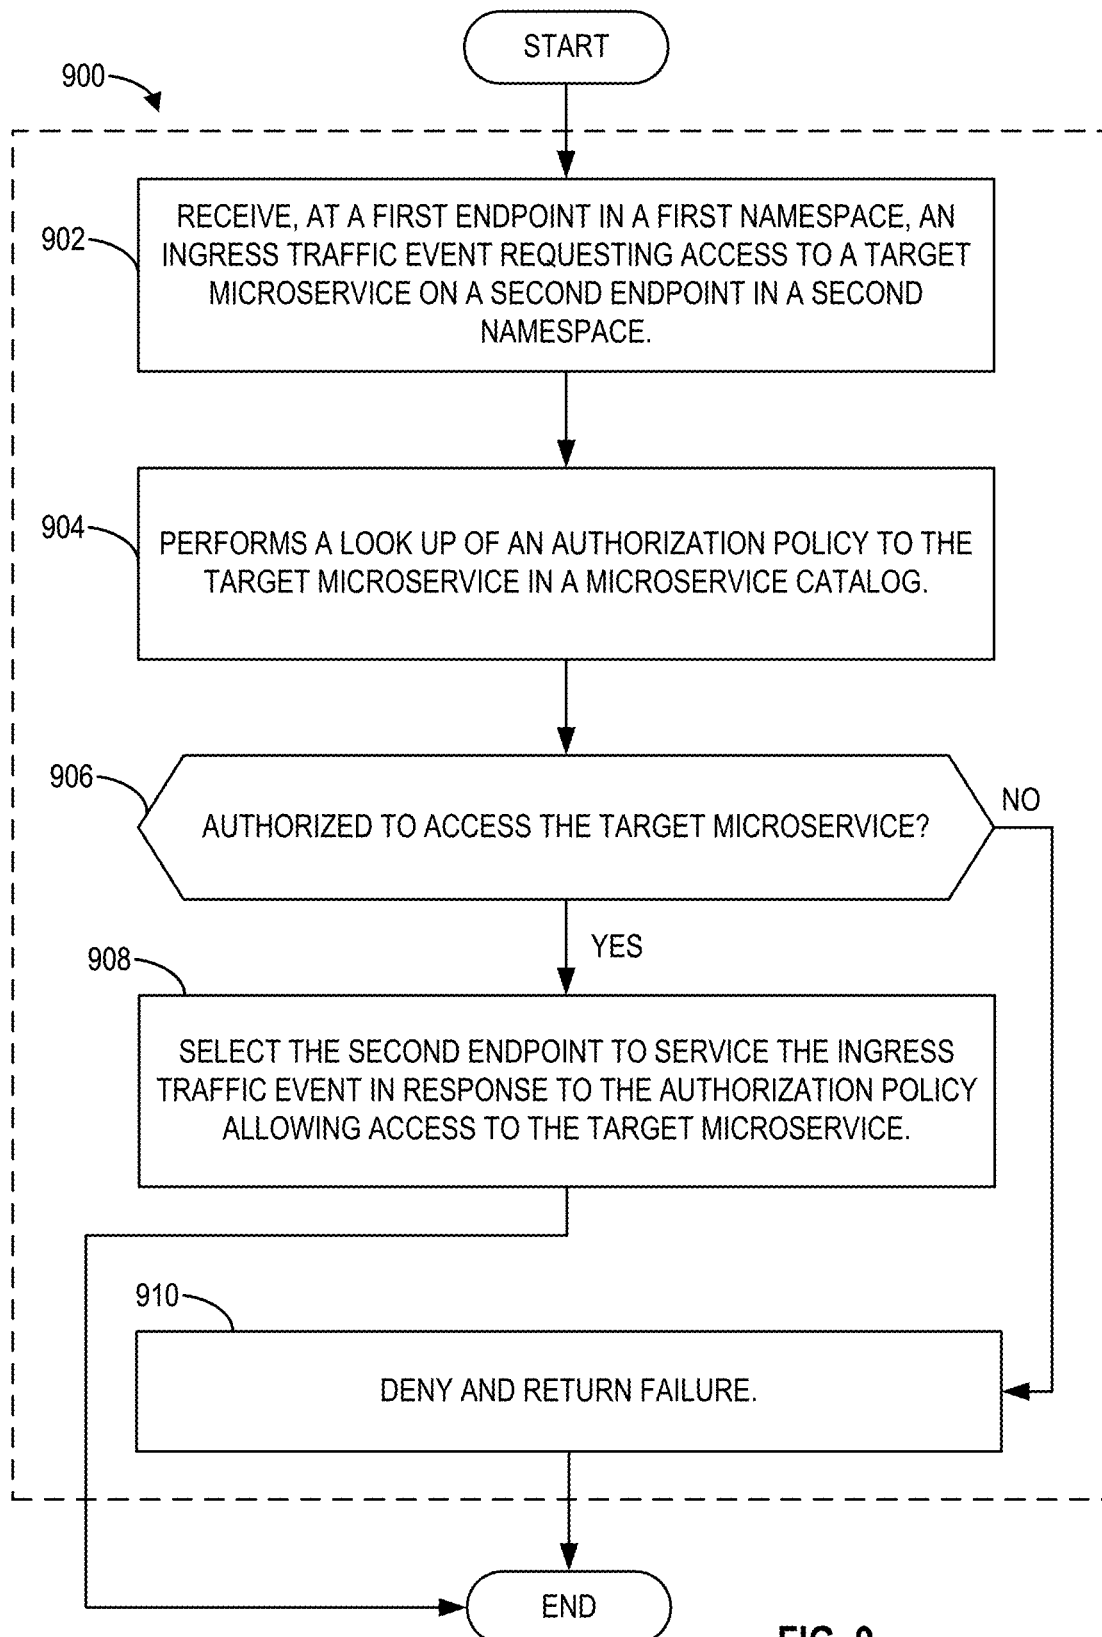 START
900
902
RECEIVE, AT A FIRST ENDPOINT IN A FIRST NAMESPACE, AN
INGRESS TRAFFIC EVENT REQUESTING ACCESS TO A TARGET
MICROSERVICE ON A SECOND ENDPOINT IN A SECOND
NAMESPACE.
904
PERFORMS A LOOK UP OF AN AUTHORIZATION POLICY TO THE
TARGET MICROSERVICE IN A MICROSERVICE CATALOG.
906
AUTHORIZED TO ACCESS THE TARGET MICROSERVICE?
NO
YES
908
SELECT THE SECOND ENDPOINT TO SERVICE THE INGRESS
TRAFFIC EVENT IN RESPONSE TO THE AUTHORIZATION POLICY
ALLOWING ACCESS TO THE TARGET MICROSERVICE.
910
DENY AND RETURN FAILURE.
END
FIG. 9